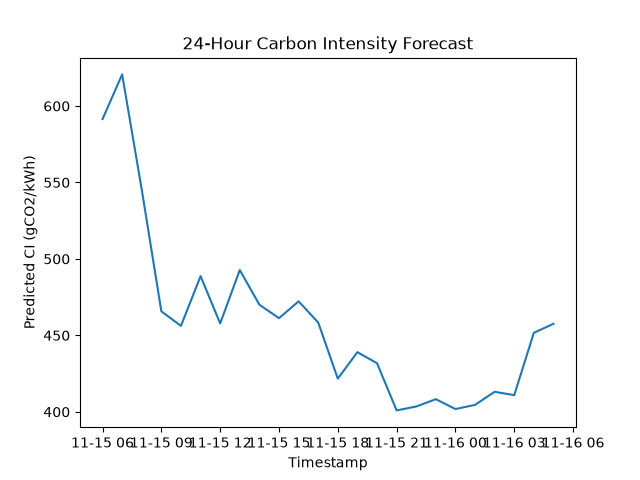 24-Hour Carbon Intensity Forecast
600
550
500
450
400
Predicted CI (gCO2/kWh)
11-15 06 11-15 09 11-15 12 11-15 15 11-15 18 11-15 21 11-16 00 11-16 03 11-16 06
Timestamp